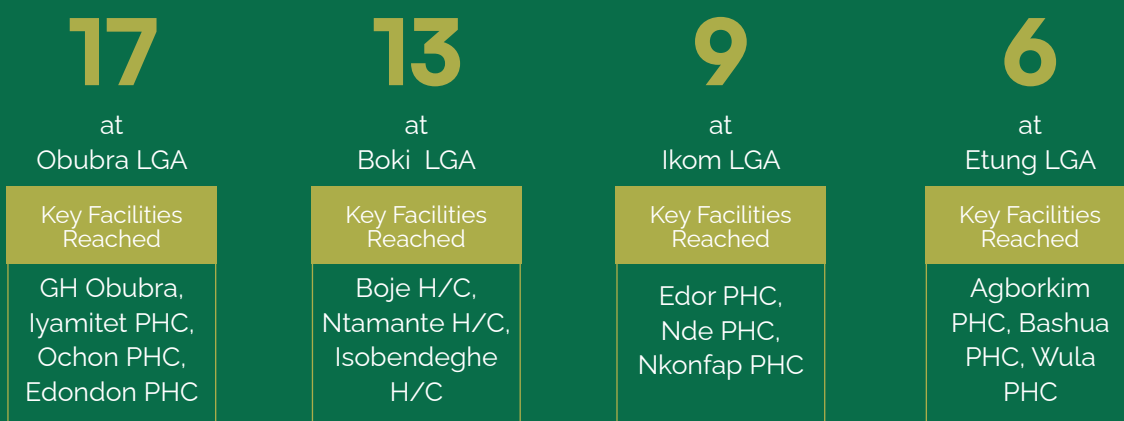 17
at
Obubra LGA
Key Facilities
Reached
GH Obubra,
Iyamitet PHC,
Ochon PHC,
Edondon PHC
13
at
Boki  LGA
Key Facilities
Reached
Boje H/C,
Ntamante H/C,
Isobendeghe
H/C
9
at
Ikom LGA
Key Facilities
Reached
Edor PHC,
Nde PHC,
Nkonfap PHC
6
at
Etung LGA
Key Facilities
Reached
Agborkim
PHC, Bashua
PHC, Wula
PHC